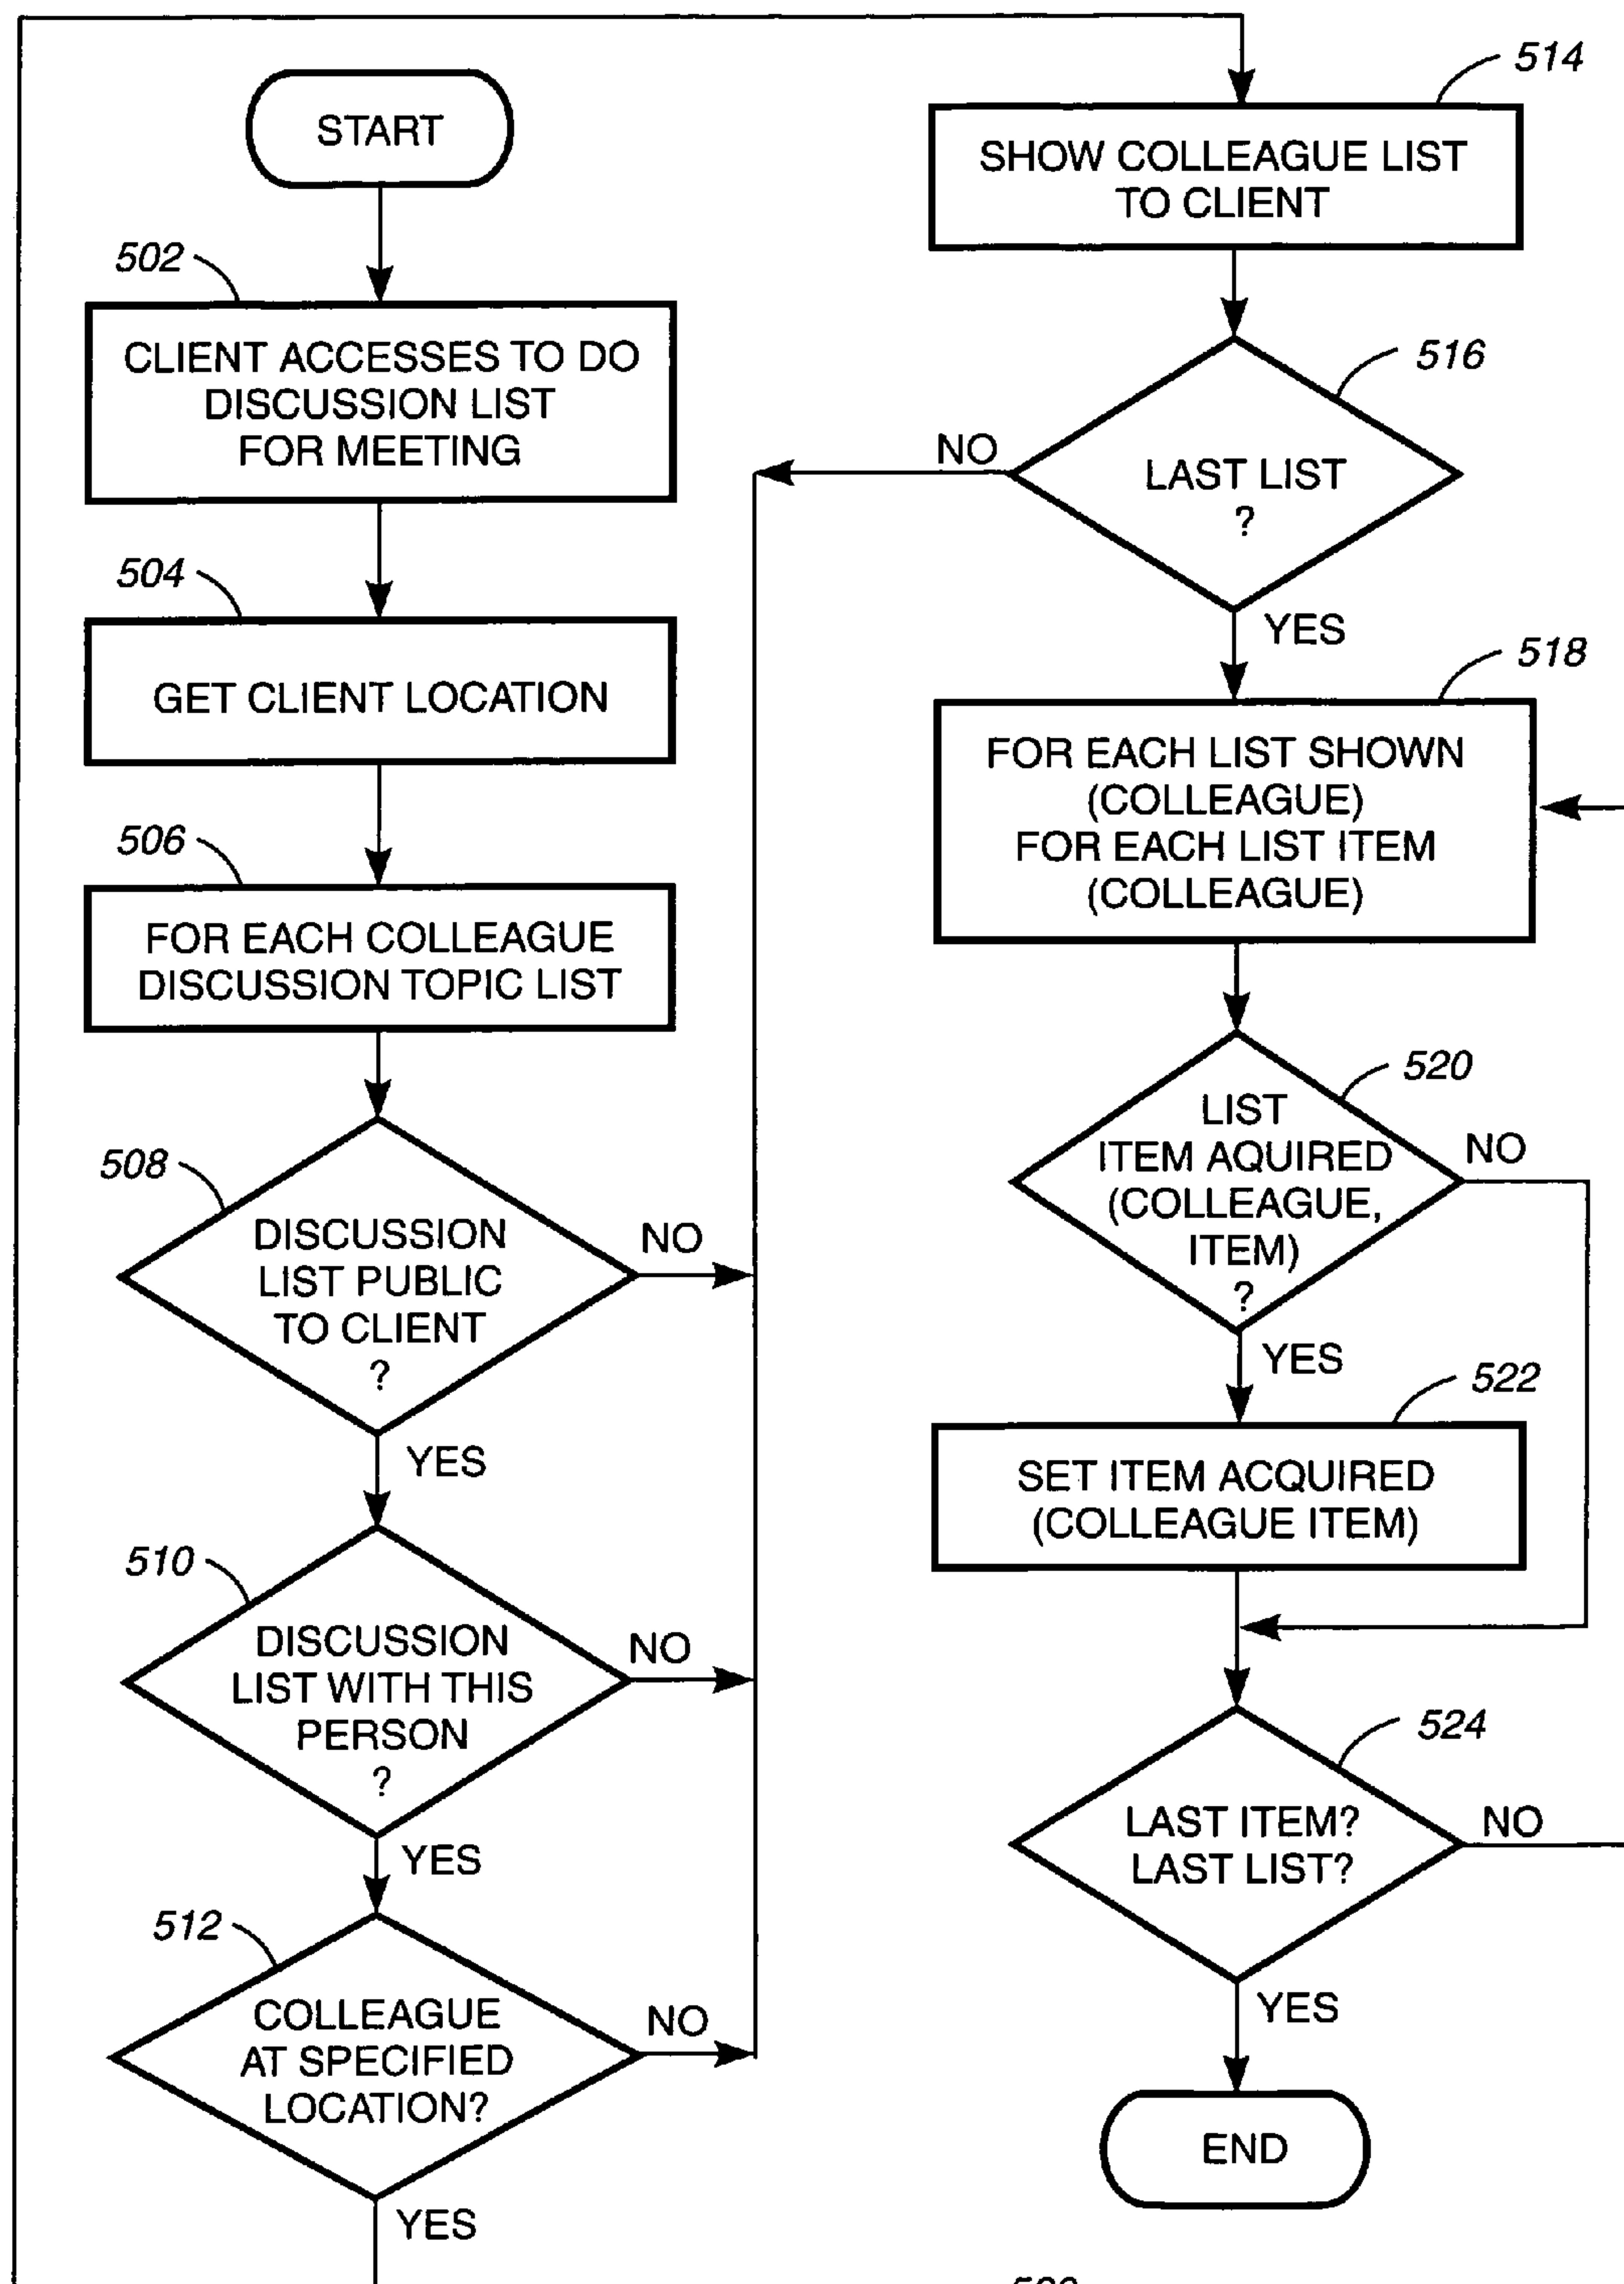 START
502
CLIENT ACCESSES TO DO
DISCUSSION LIST
FOR MEETING
504
GET CLIENT LOCATION
506
FOR EACH COLLEAGUE
DISCUSSION TOPIC LIST
508
DISCUSSION
LIST PUBLIC
TO CLIENT
?
NO
YES
510
DISCUSSION
LIST WITH THIS
PERSON
?
NO
YES
512
COLLEAGUE
AT SPECIFIED
LOCATION?
NO
YES
514
SHOW COLLEAGUE LIST
TO CLIENT
516
LAST LIST
?
NO
YES
518
FOR EACH LIST SHOWN
(COLLEAGUE)
FOR EACH LIST ITEM
(COLLEAGUE)
520
LIST
ITEM AQUIRED
(COLLEAGUE,
ITEM)
?
NO
YES
522
SET ITEM ACQUIRED
(COLLEAGUE ITEM)
524
LAST ITEM?
LAST LIST?
NO
YES
END